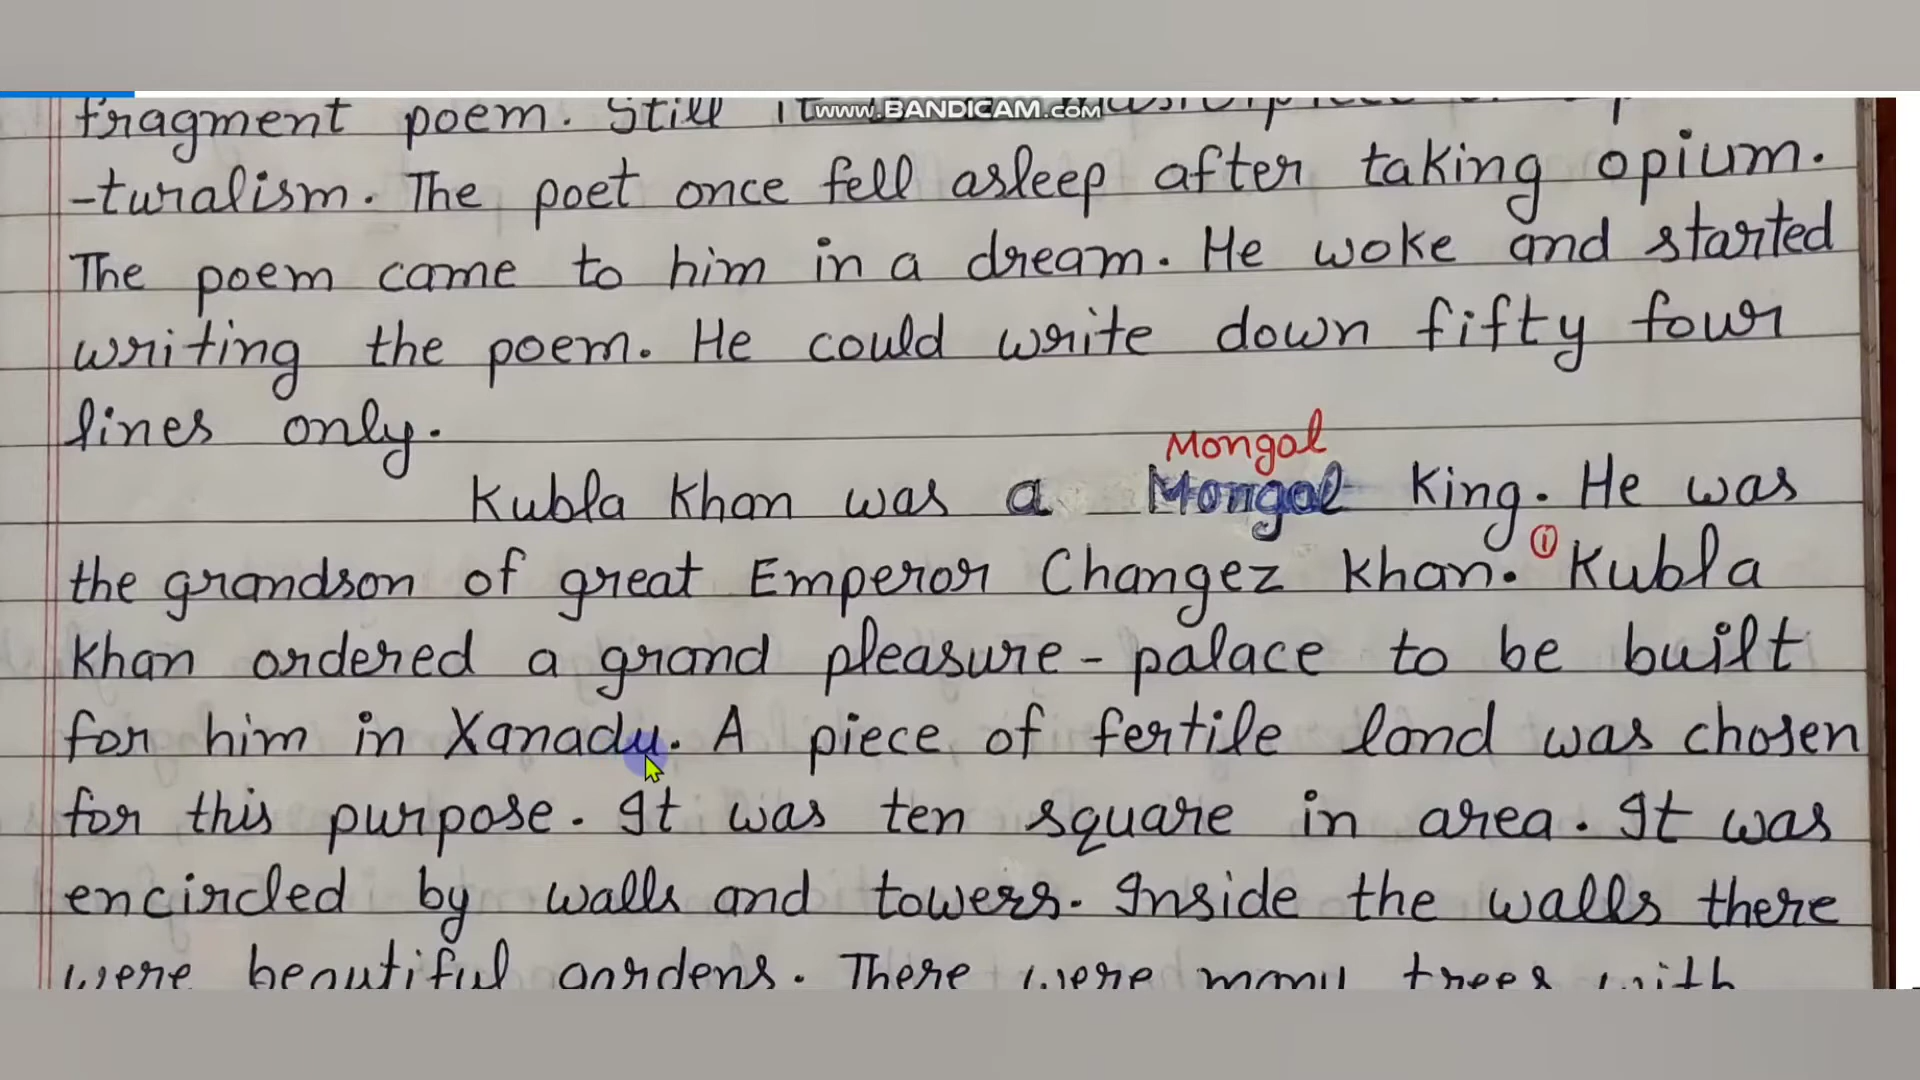 fragment poem. Still it
www.BANDICAM.com
-turalism. The poet once fell asleep after taking opium.
The poem came to him in a dream. He woke and started
writing the poem. He could write down fifty four
lines only.
Mongol
Kubla Khan was a Mongol King. He was
the grandson of great Emperor Changez Khan. ① Kubla
Khan ordered a grand pleasure - palace to be built
for him in Xanadu. A piece of fertile land was chosen
for this purpose. It was ten square in area. It was
encircled by walls and towers. Inside the walls there
were beautiful gardens. There were many trees with